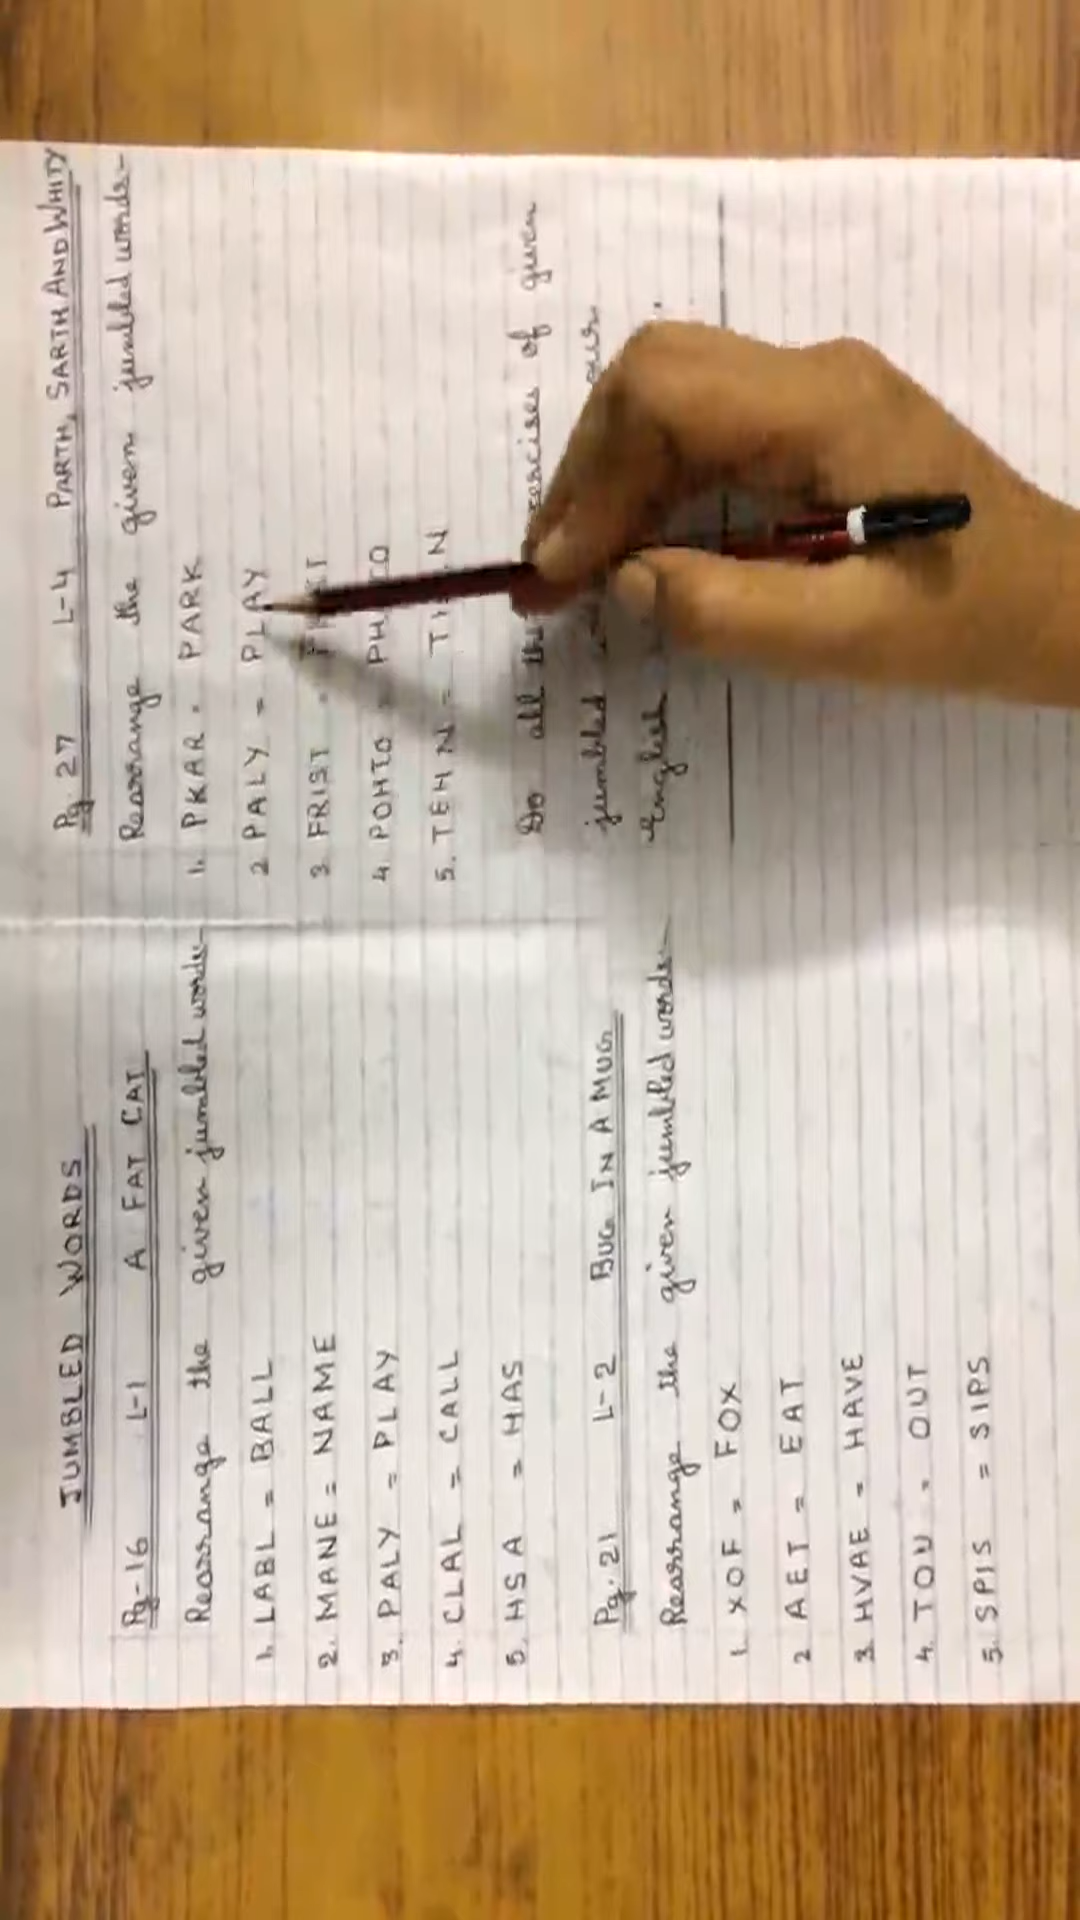 JUMBLED WORDS
Pg-16 L-1 A FAT CAT
Rearrange the given jumbled words-
1. LABL = BALL
2. MANE = NAME
3. PALY = PLAY
4. CLAL = CALL
5. HSA = HAS
Pg. 21 L-2 BUG IN A MUG
Rearrange the given jumbled words-
1. XOF = FOX
2 AET = EAT
3. HVAE = HAVE
4. TOU = OUT
5. SPIS = SIPS
Pg. 27 L-4 PARTH, SARTH AND WHITY
Rearrange the given jumbled words-
1. PKAR = PARK
2 PALY = PLAY
3 FRIST =
4. POHTO =
5. TEHN =
Do all of given
jumbled
English